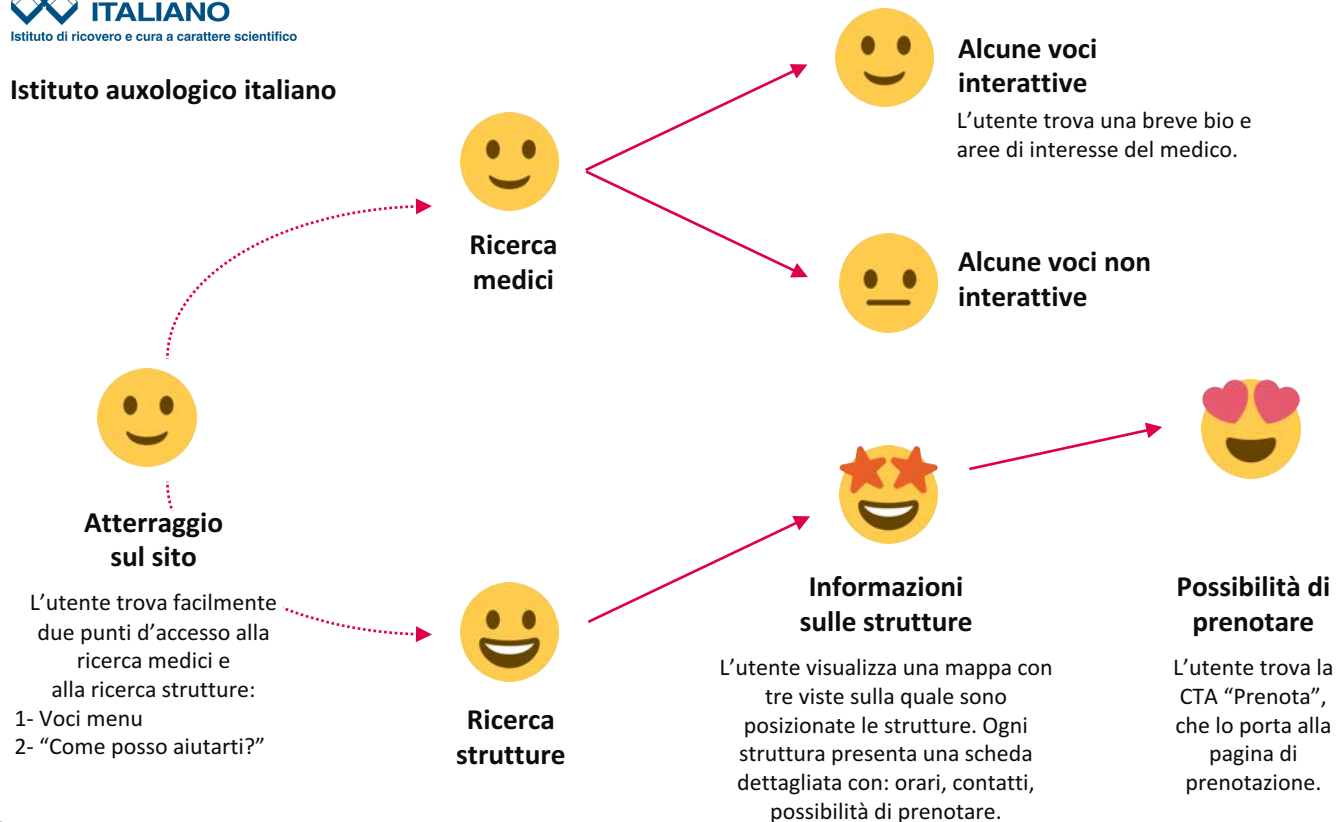 ITALIANO
Istituto di ricovero e cura a carattere scientifico
Istituto auxologico italiano
Alcune voci
interattive
L’utente trova una breve bio e
aree di interesse del medico.
Ricerca
medici
Alcune voci non
interattive
Atterraggio
sul sito
L’utente trova facilmente
due punti d’accesso alla
ricerca medici e
alla ricerca strutture:
1- Voci menu
2- “Come posso aiutarti?”
Ricerca
strutture
Informazioni
sulle strutture
L’utente visualizza una mappa con
tre viste sulla quale sono
posizionate le strutture. Ogni
struttura presenta una scheda
dettagliata con: orari, contatti,
possibilità di prenotare.
Possibilità di
prenotare
L’utente trova la
CTA “Prenota”,
che lo porta alla
pagina di
prenotazione.